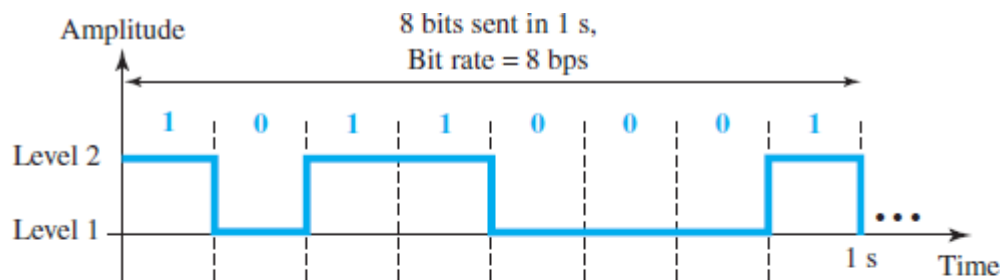 Amplitude
8 bits sent in 1 s,
Bit rate = 8 bps
1 0 1 1 0 0 0 1
Level 2
Level 1
...
1 s
Time